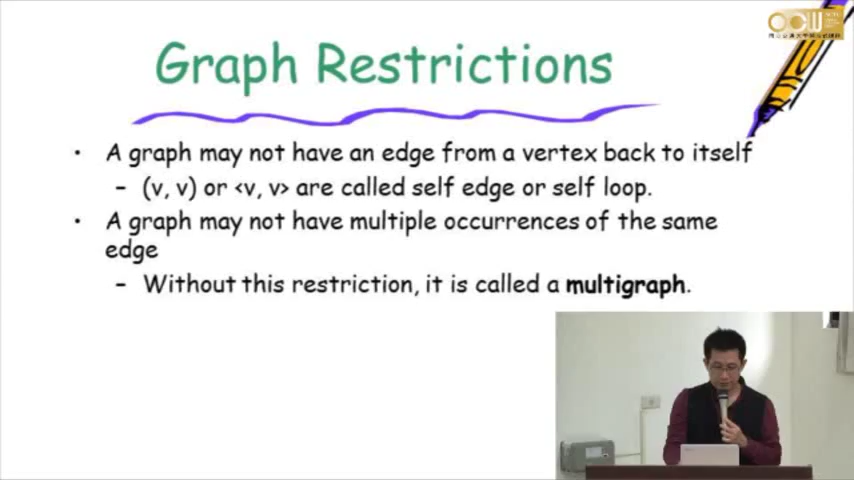 Graph Restrictions
• A graph may not have an edge from a vertex back to itself
– (v, v) or <v, v> are called self edge or self loop.
• A graph may not have multiple occurrences of the same
edge
– Without this restriction, it is called a multigraph.
OCW